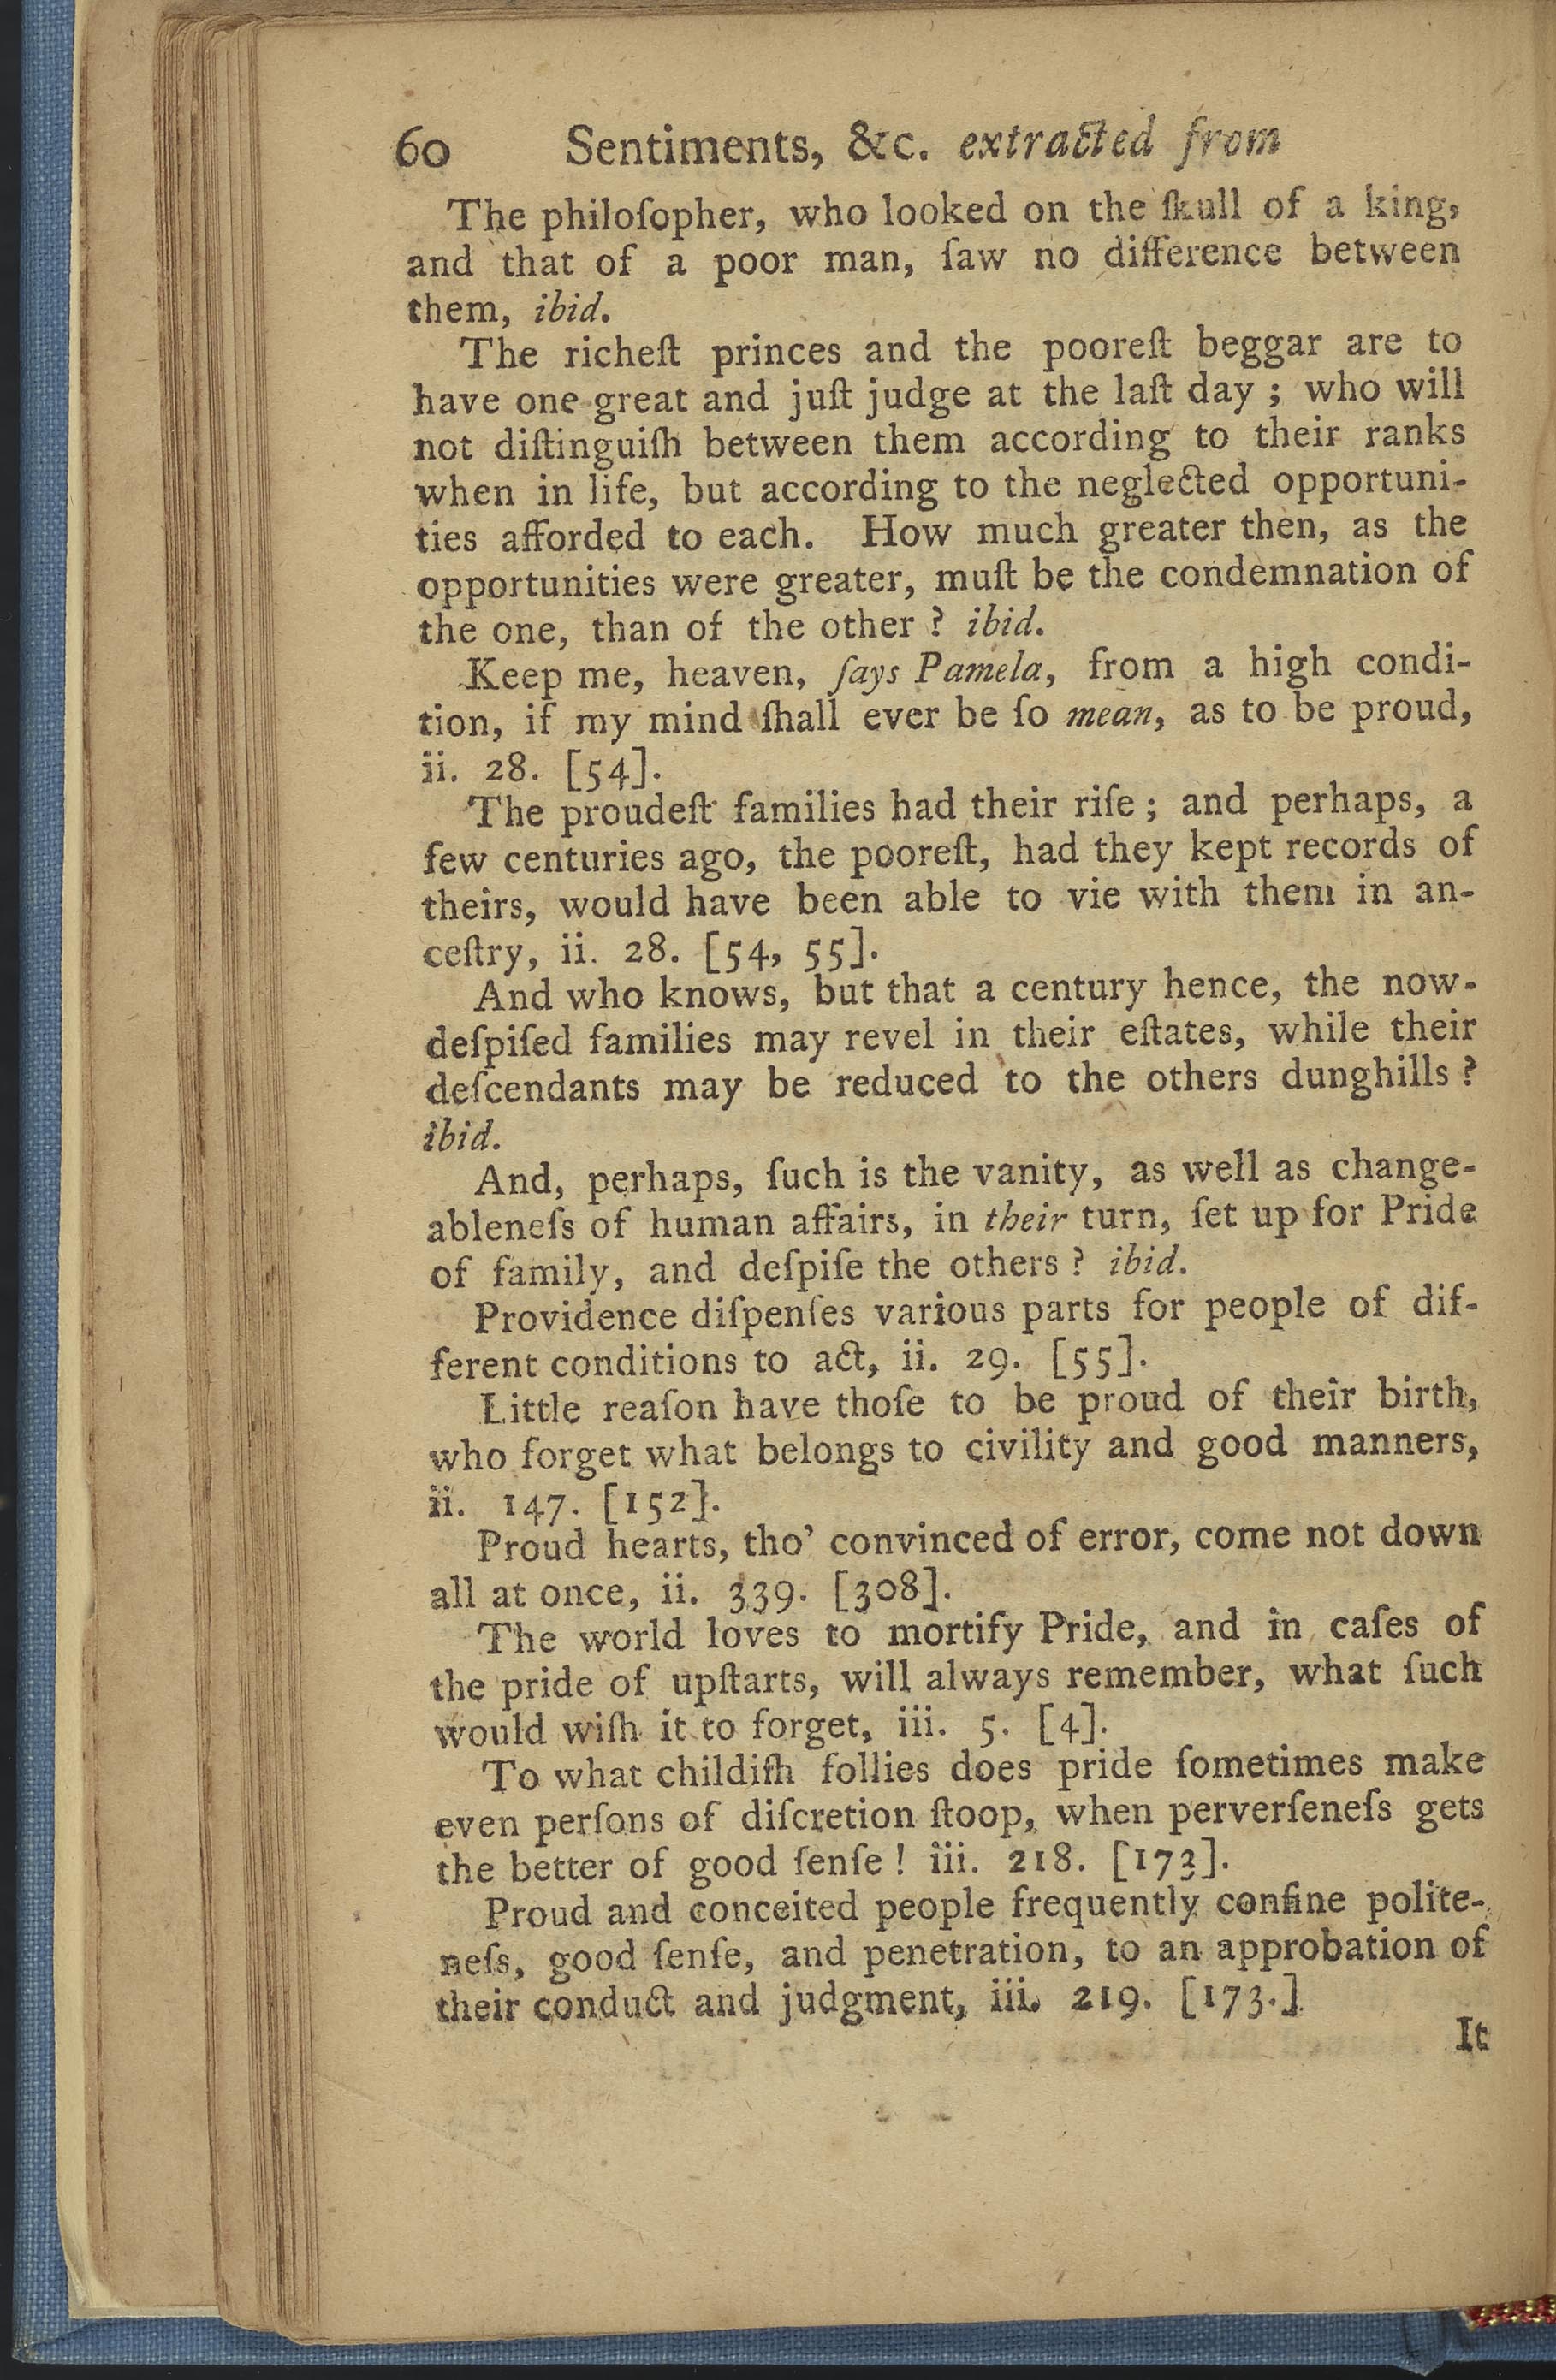 60 Sentiments, &c. extracted from
The philoſopher, who looked on the ſkull of a king,
and that of a poor man, ſaw no difference between
them, ibid.
The richeſt princes and the pooreſt beggar are to
have one great and juſt judge at the laſt day ; who will
not diſtinguiſh between them according to their ranks
when in life, but according to the neglected opportuni-
ties afforded to each. How much greater then, as the
opportunities were greater, muſt be the condemnation of
the one, than of the other ? ibid.
Keep me, heaven, ſays Pamela, from a high condi-
tion, if my mind ſhall ever be ſo mean, as to be proud,
ii. 28. [54].
The proudeſt families had their riſe ; and perhaps, a
few centuries ago, the pooreſt, had they kept records of
theirs, would have been able to vie with them in an-
ceſtry, ii. 28. [54, 55].
And who knows, but that a century hence, the now-
deſpiſed families may revel in their eſtates, while their
deſcendants may be reduced to the others dunghills ?
ibid.
And, perhaps, ſuch is the vanity, as well as change-
ableneſs of human affairs, in their turn, ſet up for Pride
of family, and deſpiſe the others ? ibid.
Providence diſpenſes various parts for people of dif-
ferent conditions to act, ii. 29. [55].
Little reaſon have thoſe to be proud of their birth,
who forget what belongs to civility and good manners,
ii. 147. [152].
Proud hearts, tho’ convinced of error, come not down
all at once, ii. 339. [308].
The world loves to mortify Pride, and in caſes of
the pride of upſtarts, will always remember, what ſuch
would wiſh it to forget, iii. 5. [4].
To what childiſh follies does pride ſometimes make
even perſons of diſcretion ſtoop, when perverſeneſs gets
the better of good ſenſe ! iii. 218. [173].
Proud and conceited people frequently confine polite-
neſs, good ſenſe, and penetration, to an approbation of
their conduct and judgment, iii. 219. [173.]
It